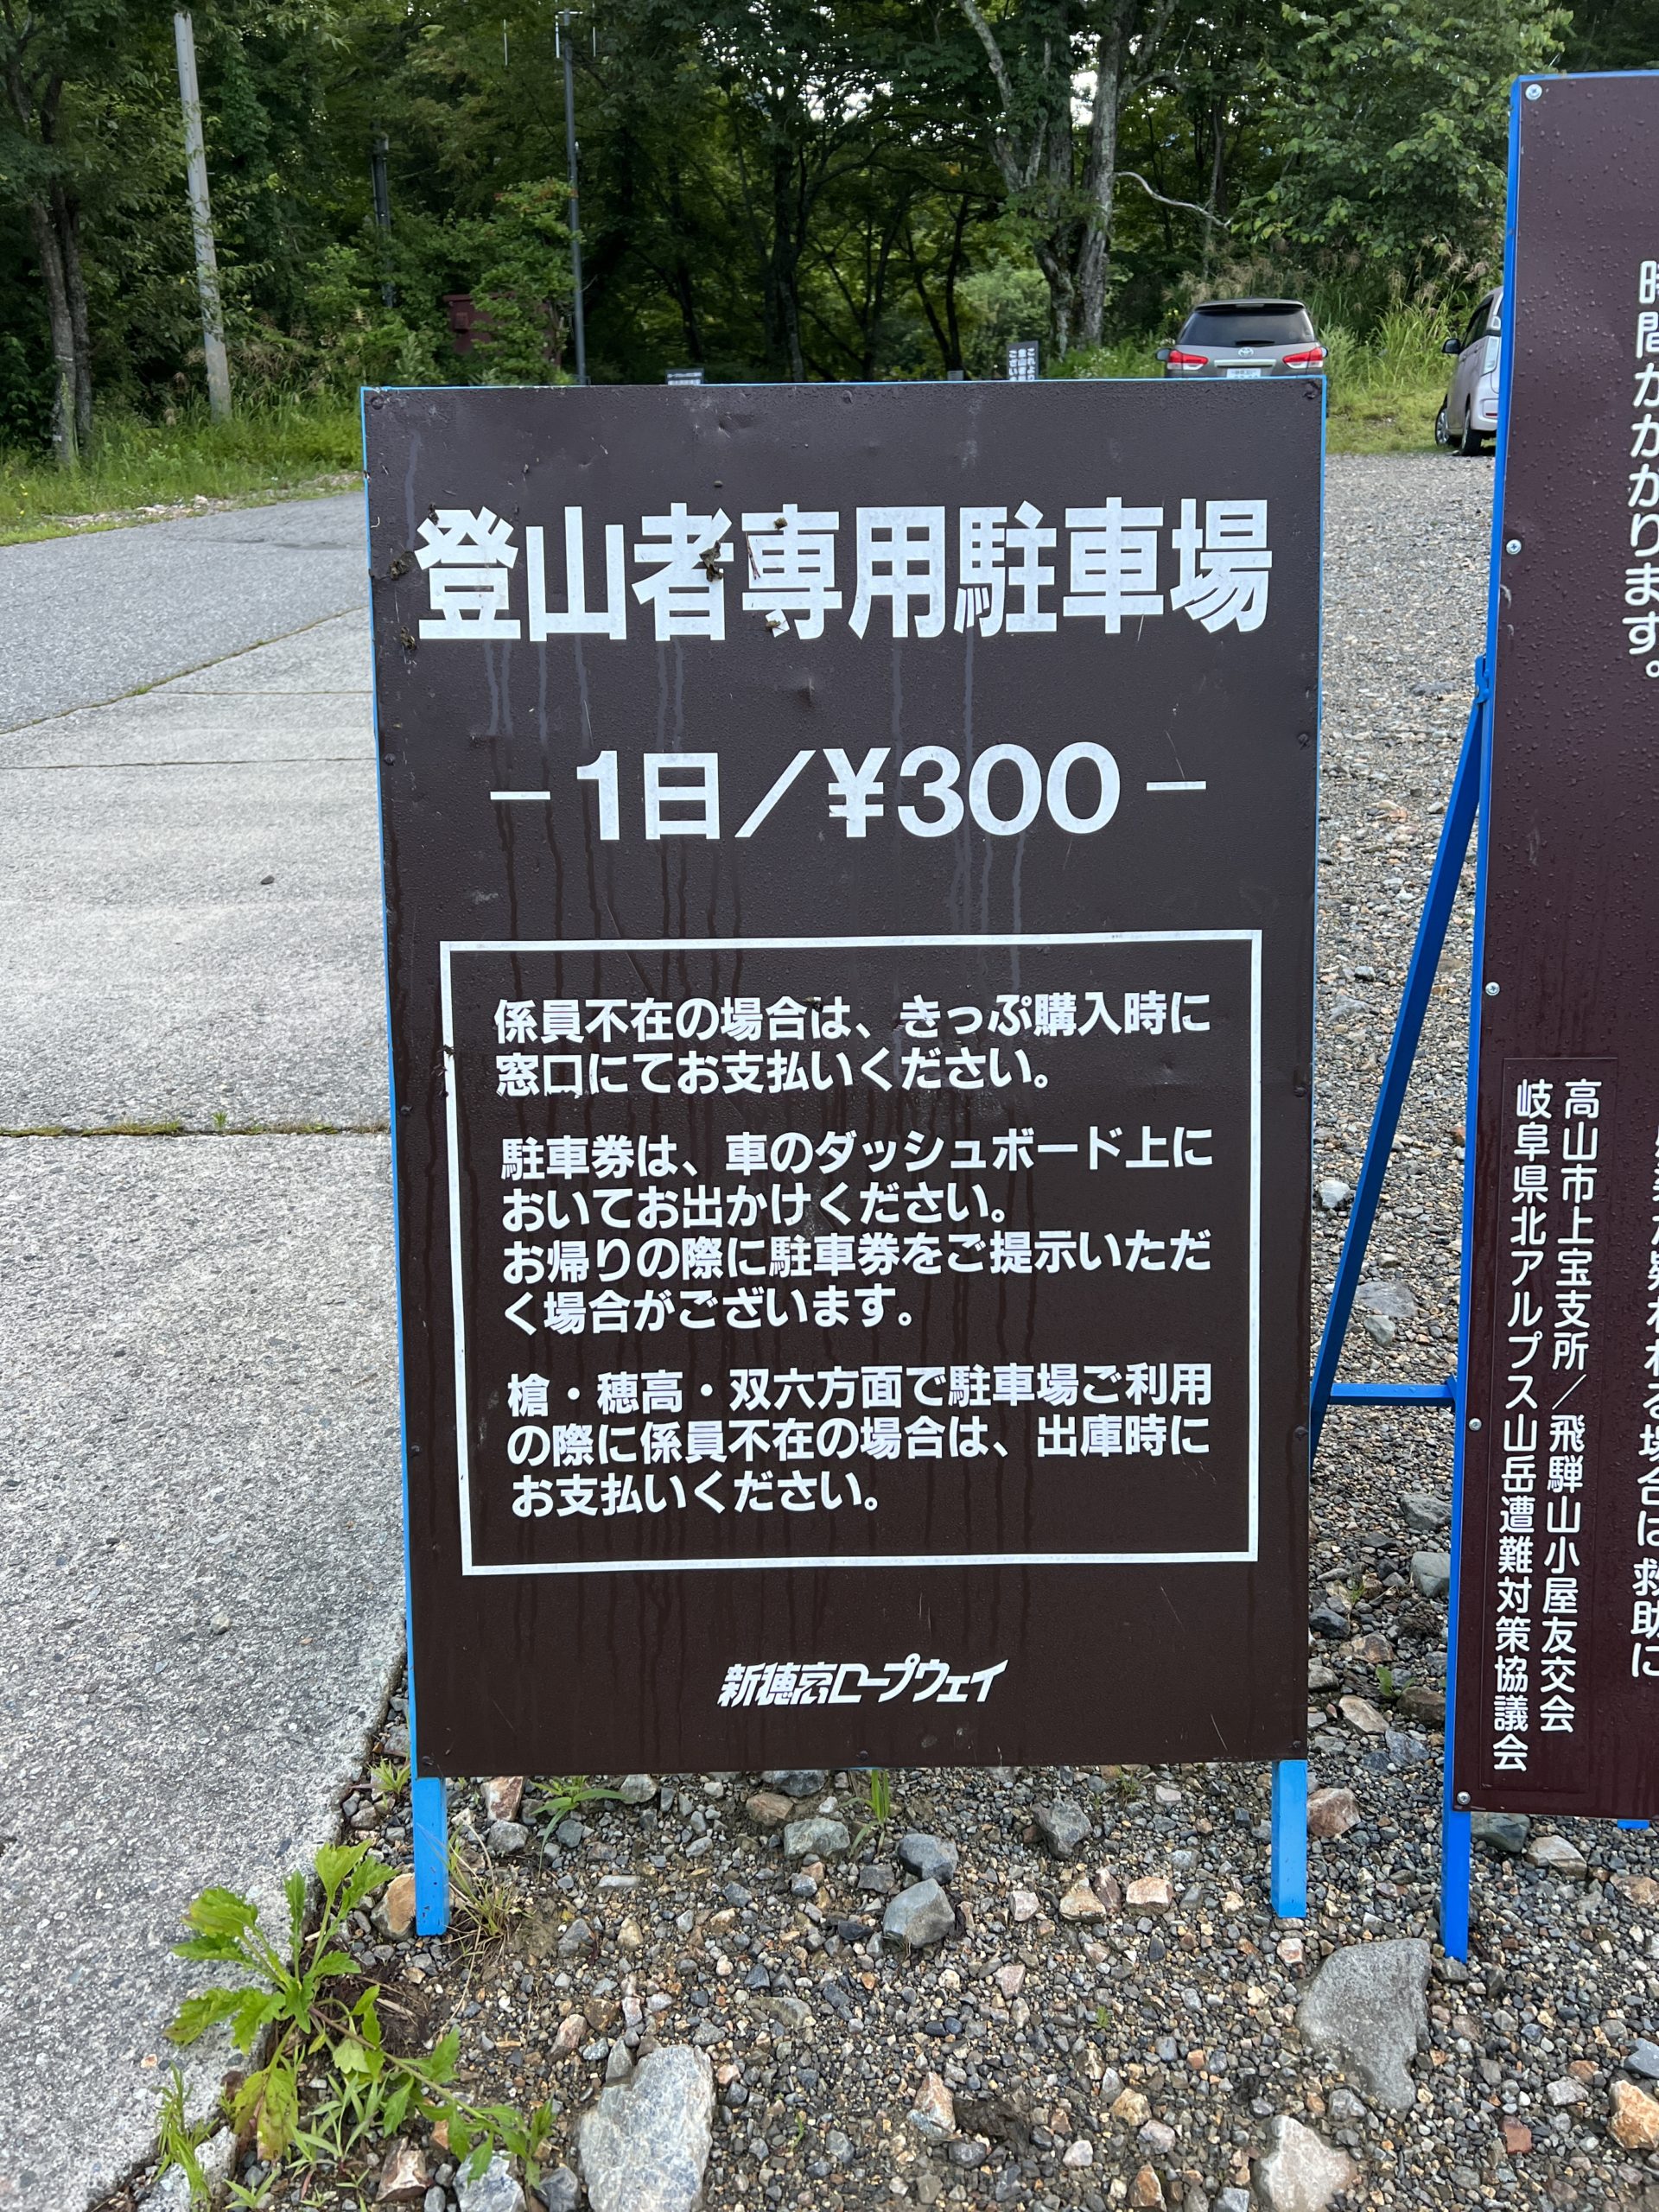 登山者専用駐車場
－1日／¥300－
係員不在の場合は、きっぷ購入時に
窓口にてお支払いください。
駐車券は、車のダッシュボード上に
おいてお出かけください。
お帰りの際に駐車券をご提示いただ
く場合がございます。
槍・穂高・双六方面で駐車場ご利用
の際に係員不在の場合は、出庫時に
お支払いください。
新穂高ロープウェイ
時間がかかります。
る場合は救助に
高山市上宝支所／飛騨山小屋友交会
岐阜県北アルプス山岳遭難対策協議会